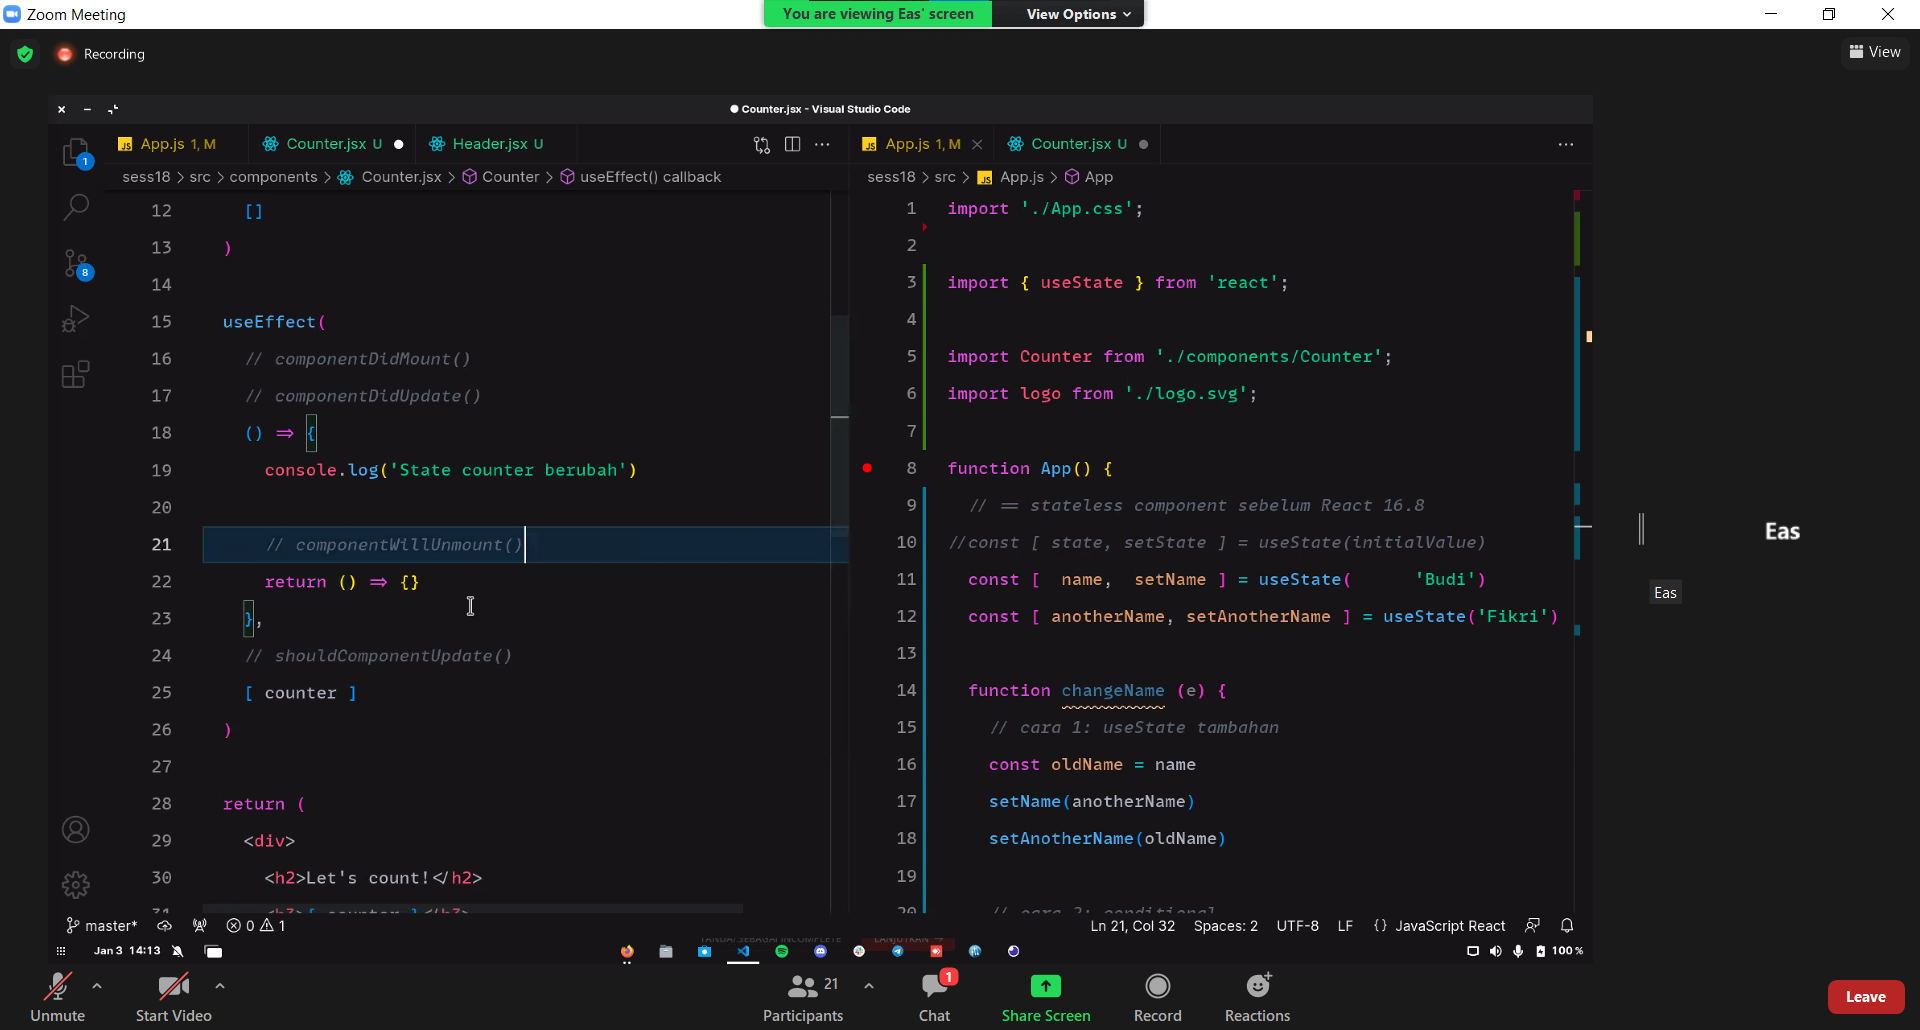 Zoom Meeting
You are viewing Eas' screen
View Options
Recording
View
Counter.jsx - Visual Studio Code
App.js 1, M
Counter.jsx U
Header.jsx U
sess18 > src > components > Counter.jsx > Counter > useEffect() callback
12 []
13 )
14
15 useEffect(
16 // componentDidMount()
17 // componentDidUpdate()
18 () => {
19 console.log('State counter berubah')
20
21 // componentWillUnmount()
22 return () => {}
23 },
24 // shouldComponentUpdate()
25 [ counter ]
26 )
27
28 return (
29 <div>
30 <h2>Let's count!</h2>
App.js 1, M
Counter.jsx U
sess18 > src > App.js > App
1 import './App.css';
2
3 import { useState } from 'react';
4
5 import Counter from './components/Counter';
6 import logo from './logo.svg';
7
8 function App() {
9 // == stateless component sebelum React 16.8
10 //const [ state, setState ] = useState(initialValue)
11 const [ name, setName ] = useState( 'Budi')
12 const [ anotherName, setAnotherName ] = useState('Fikri')
13
14 function changeName (e) {
15 // cara 1: useState tambahan
16 const oldName = name
17 setName(anotherName)
18 setAnotherName(oldName)
19
1
8
Eas
Eas
master*
0 1
Ln 21, Col 32
Spaces: 2
UTF-8
LF
{} JavaScript React
Jan 3 14:13
100 %
Unmute
Start Video
21
Participants
1
Chat
Share Screen
Record
Reactions
Leave